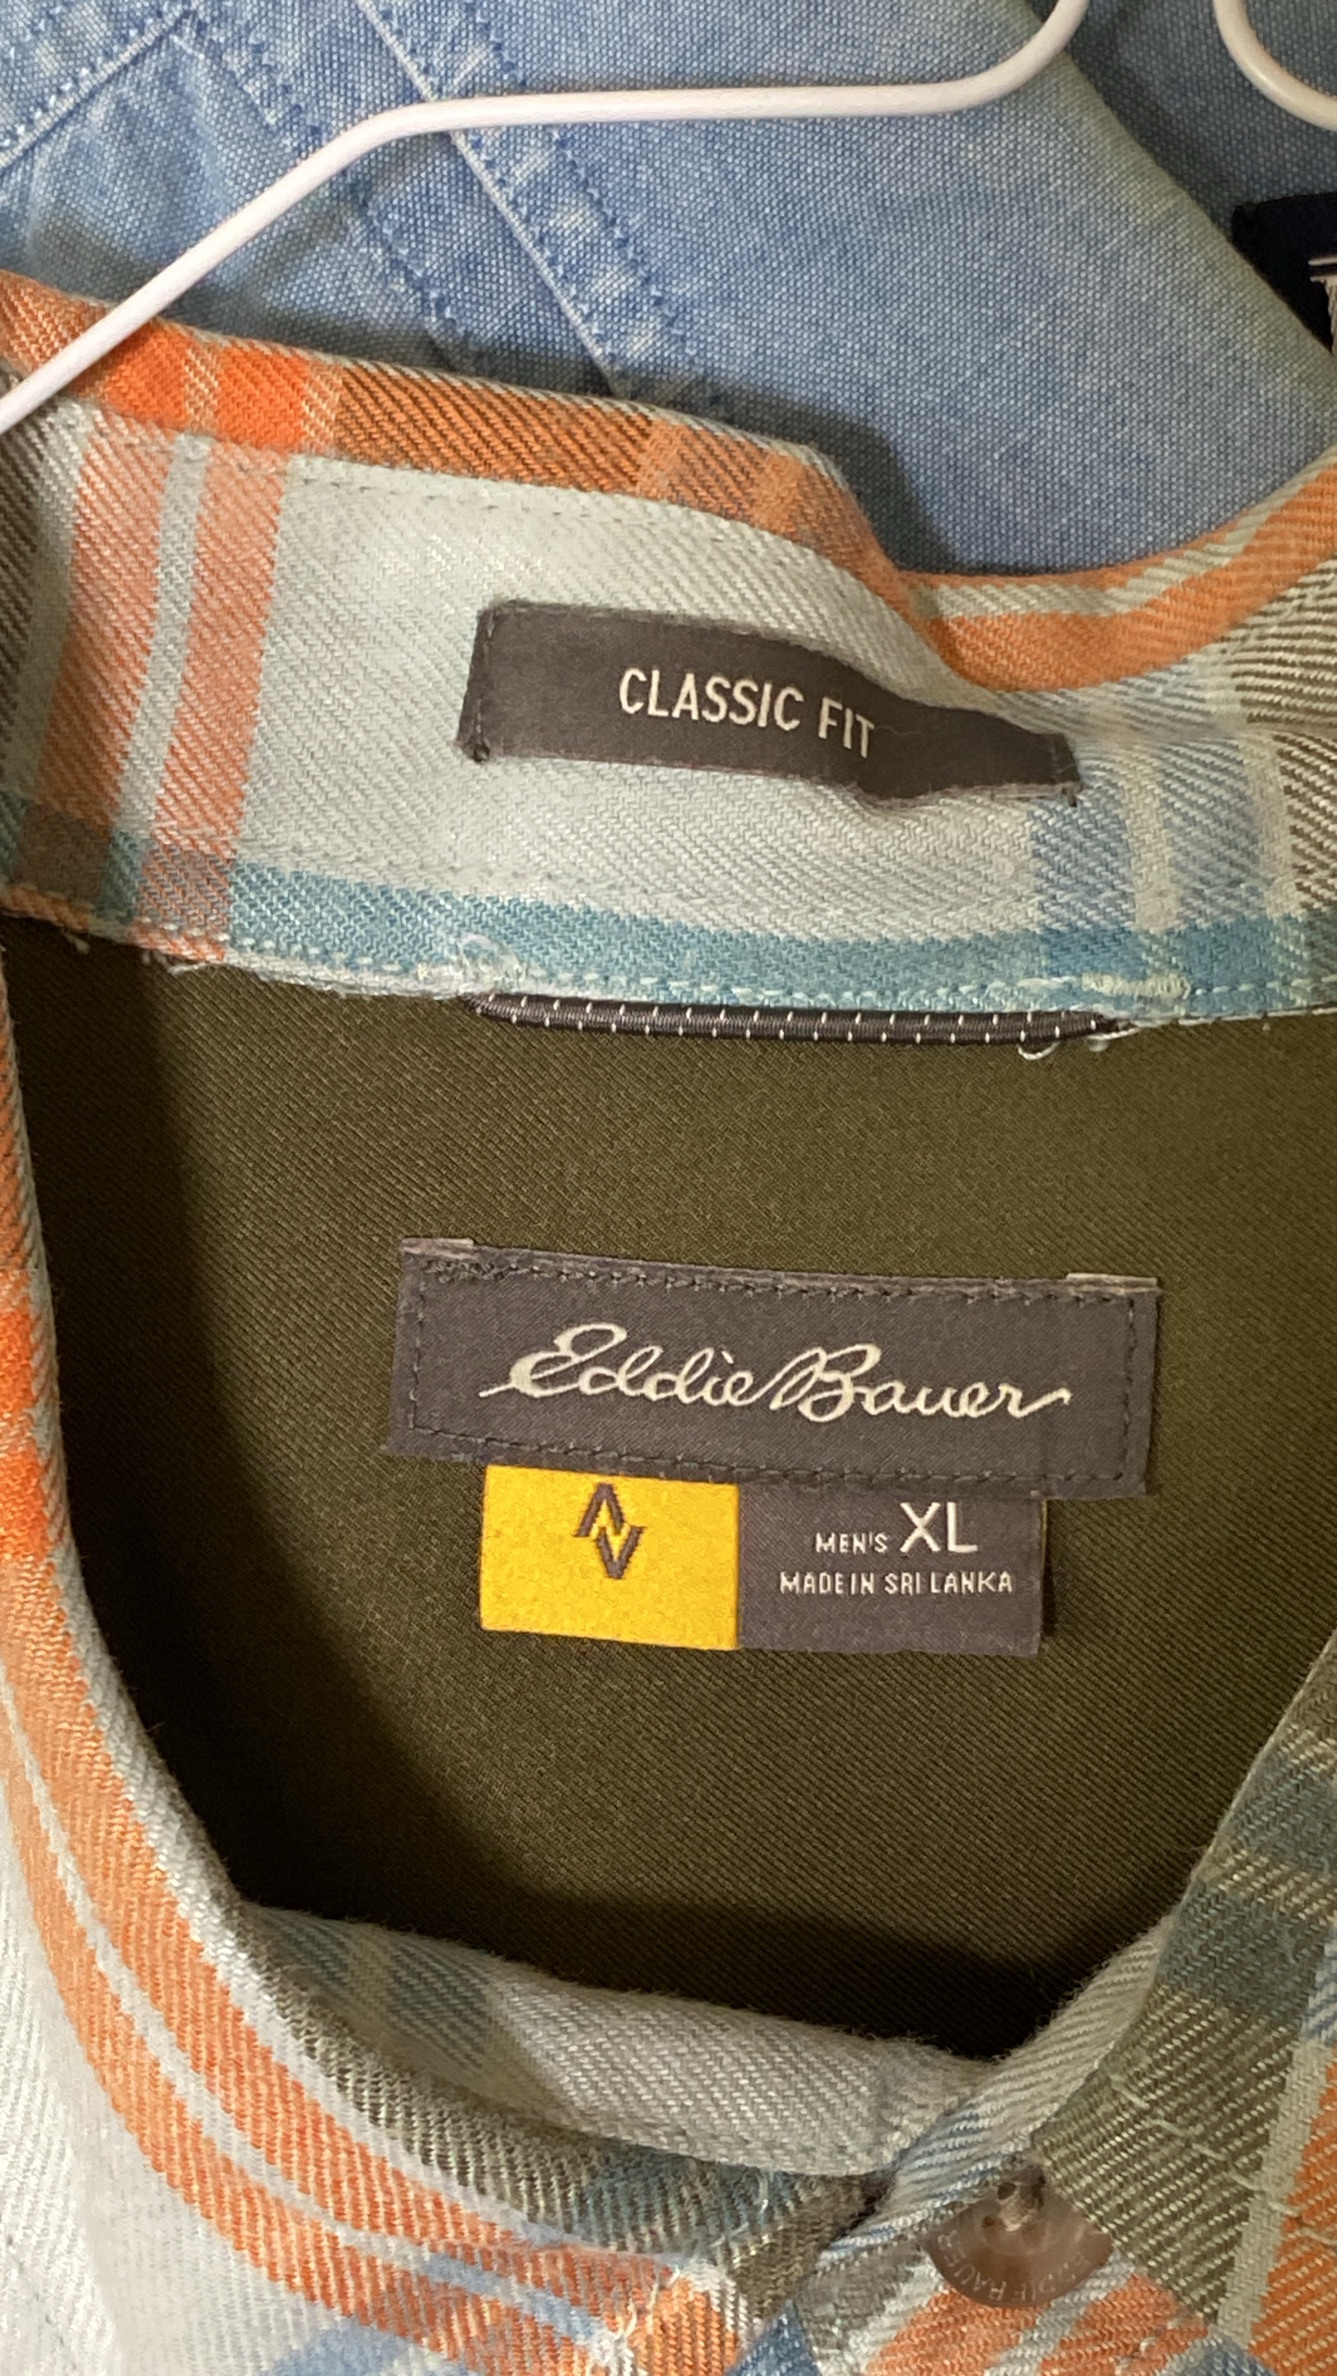 CLASSIC FIT
Eddie Bauer
MEN'S XL
MADE IN SRI LANKA